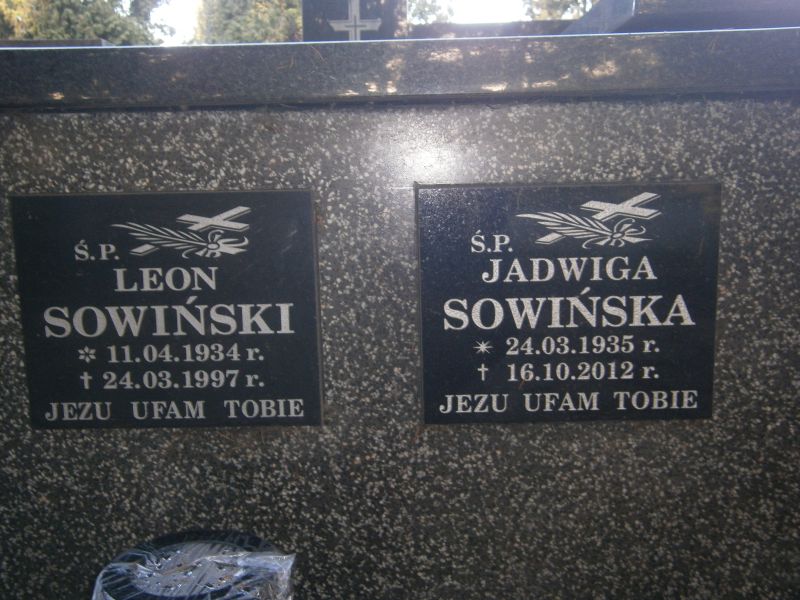 Ś.P.
LEON
SOWIŃSKI
✲ 11.04.1934 r.
† 24.03.1997 r.
JEZU UFAM TOBIE
Ś.P.
JADWIGA
SOWIŃSKA
✴ 24.03.1935 r.
† 16.10.2012 r.
JEZU UFAM TOBIE